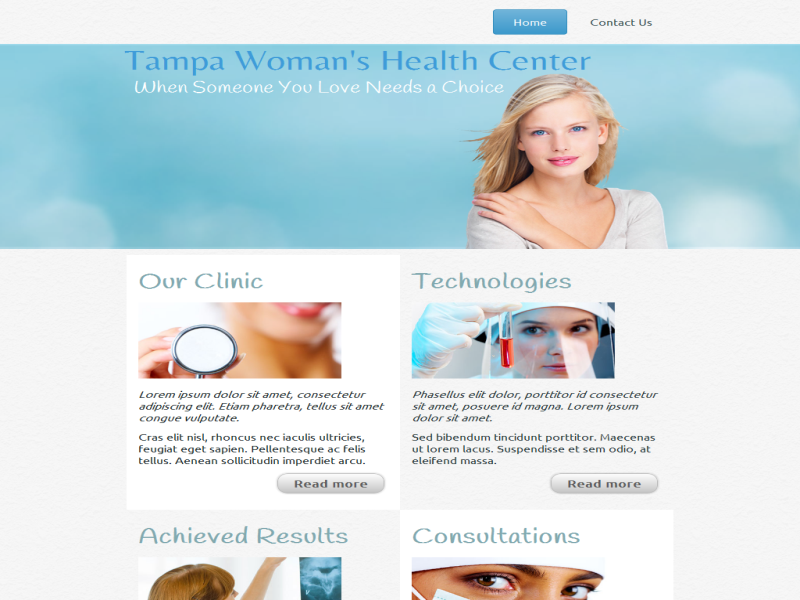 Home
Contact Us
Tampa Woman's Health Center
When Someone You Love Needs a Choice
Our Clinic
Lorem ipsum dolor sit amet, consectetur
adipiscing elit. Etiam pharetra, tellus sit amet
congue vulputate.
Cras elit nisl, rhoncus nec iaculis ultricies,
feugiat eget sapien. Pellentesque ac felis
tellus. Aenean sollicitudin imperdiet arcu.
Read more
Technologies
Phasellus elit dolor, porttitor id consectetur
sit amet, posuere id magna. Lorem ipsum
dolor sit amet.
Sed bibendum tincidunt porttitor. Maecenas
ut lorem lacus. Suspendisse et sem odio, at
eleifend massa.
Read more
Achieved Results
Consultations